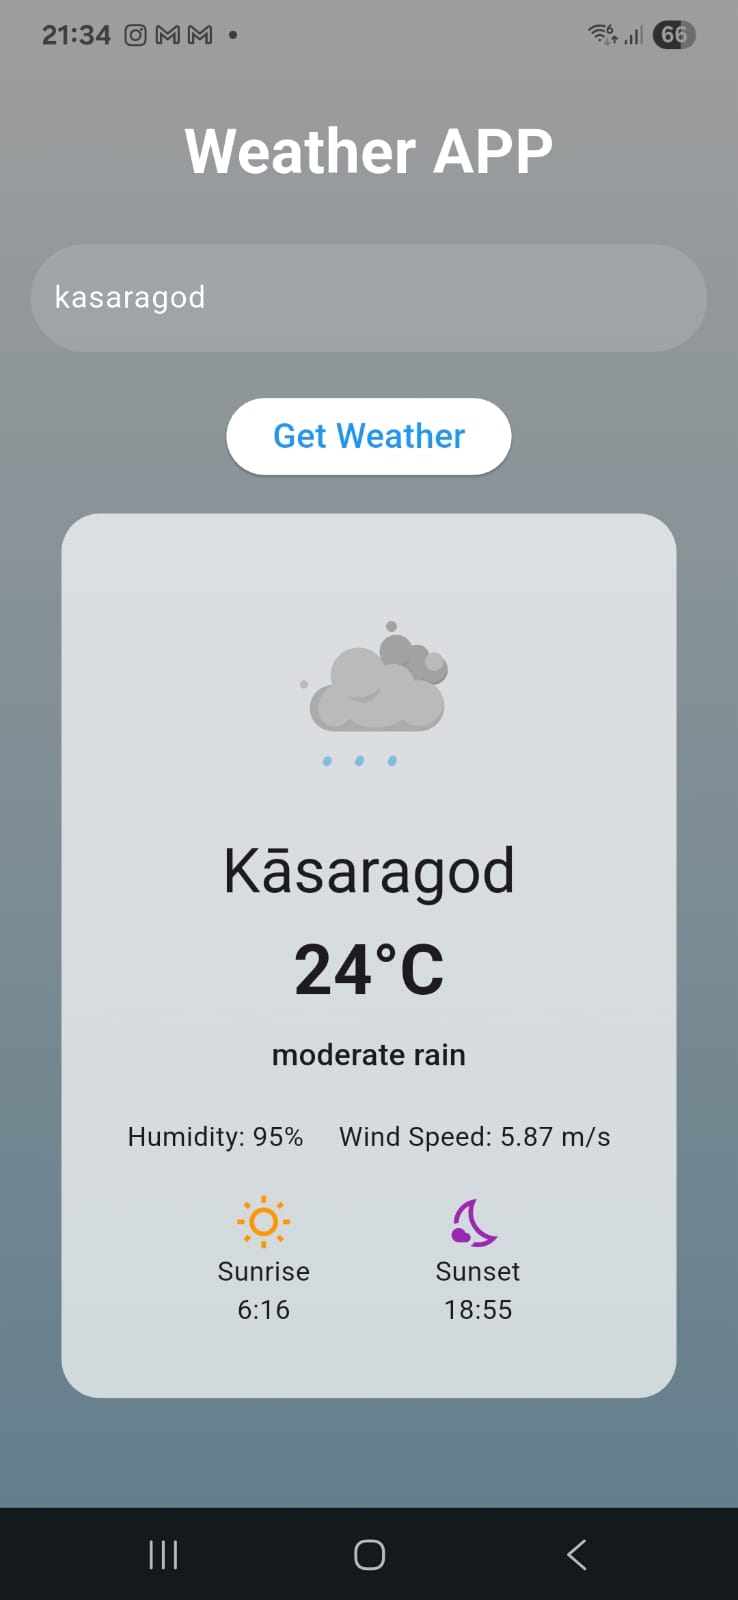 21:34
66
Weather APP
kasaragod
Get Weather
Kāsaragod
24°C
moderate rain
Humidity: 95% Wind Speed: 5.87 m/s
Sunrise Sunset
6:16 18:55